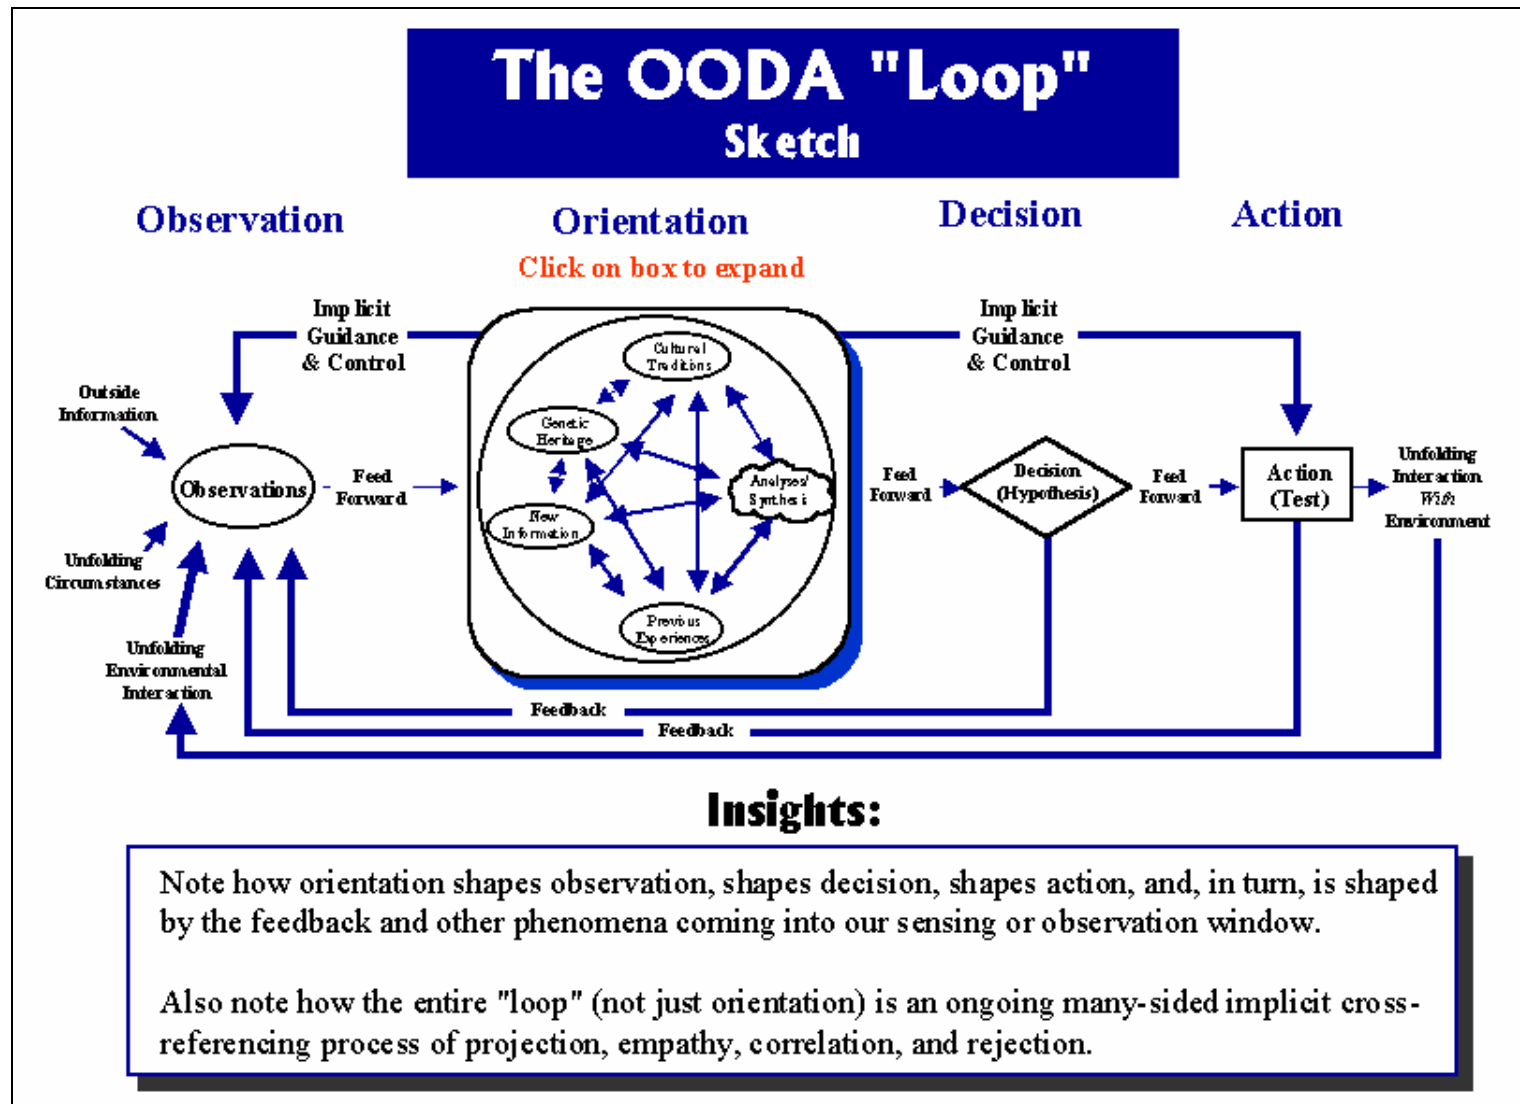 The OODA "Loop"
Sketch
Observation
Orientation
Decision
Action
Click on box to expand
Implicit
Guidance
& Control
Implicit
Guidance
& Control
Outside
Information
Observations
Unfolding
Circumstances
Unfolding
Environmental
Interaction
Feed
Forward
Cultural
Traditions
Genetic
Heritage
New
Information
Analyses/
Synthesis
Previous
Experiences
Feed
Forward
Decision
(Hypothesis)
Feed
Forward
Action
(Test)
Unfolding
Interaction
With
Environment
Feedback
Feedback
Insights:
Note how orientation shapes observation, shapes decision, shapes action, and, in turn, is shaped
by the feedback and other phenomena coming into our sensing or observation window.
Also note how the entire "loop" (not just orientation) is an ongoing many-sided implicit cross-
referencing process of projection, empathy, correlation, and rejection.